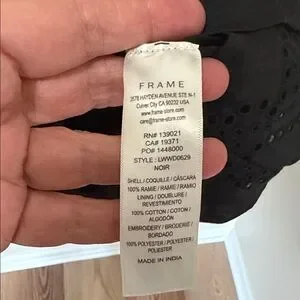 FRAME
3578 HAYDEN AVENUE STE N-1
Culver City CA 90232 USA
www.frame-store.com
care@frame-store.com
RN# 139021
CA# 19371
PO# 1448000
STYLE: LWWD0529
NOIR
SHELL / COQUILLE / CÁSCARA
100% RAMIE / RAMIE / RAMIO
LINING / DOUBLURE /
REVESTIMIENTO
100% COTTON / COTON /
ALGODÓN
EMBROIDERY / BRODERIE /
BORDADO
100% POLYESTER / POLYESTER /
POLIESTER
MADE IN INDIA